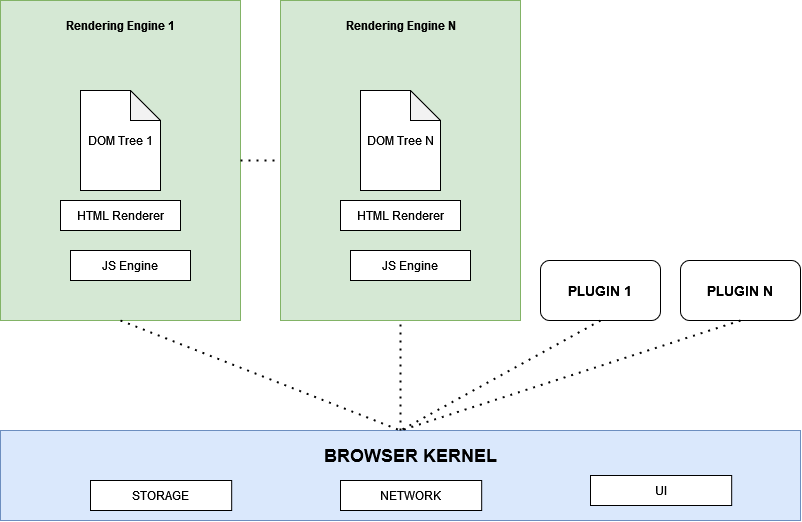 Rendering Engine 1
Rendering Engine N
DOM Tree 1
DOM Tree N
HTML Renderer
HTML Renderer
JS Engine
JS Engine
PLUGIN 1
PLUGIN N
BROWSER KERNEL
STORAGE
NETWORK
UI